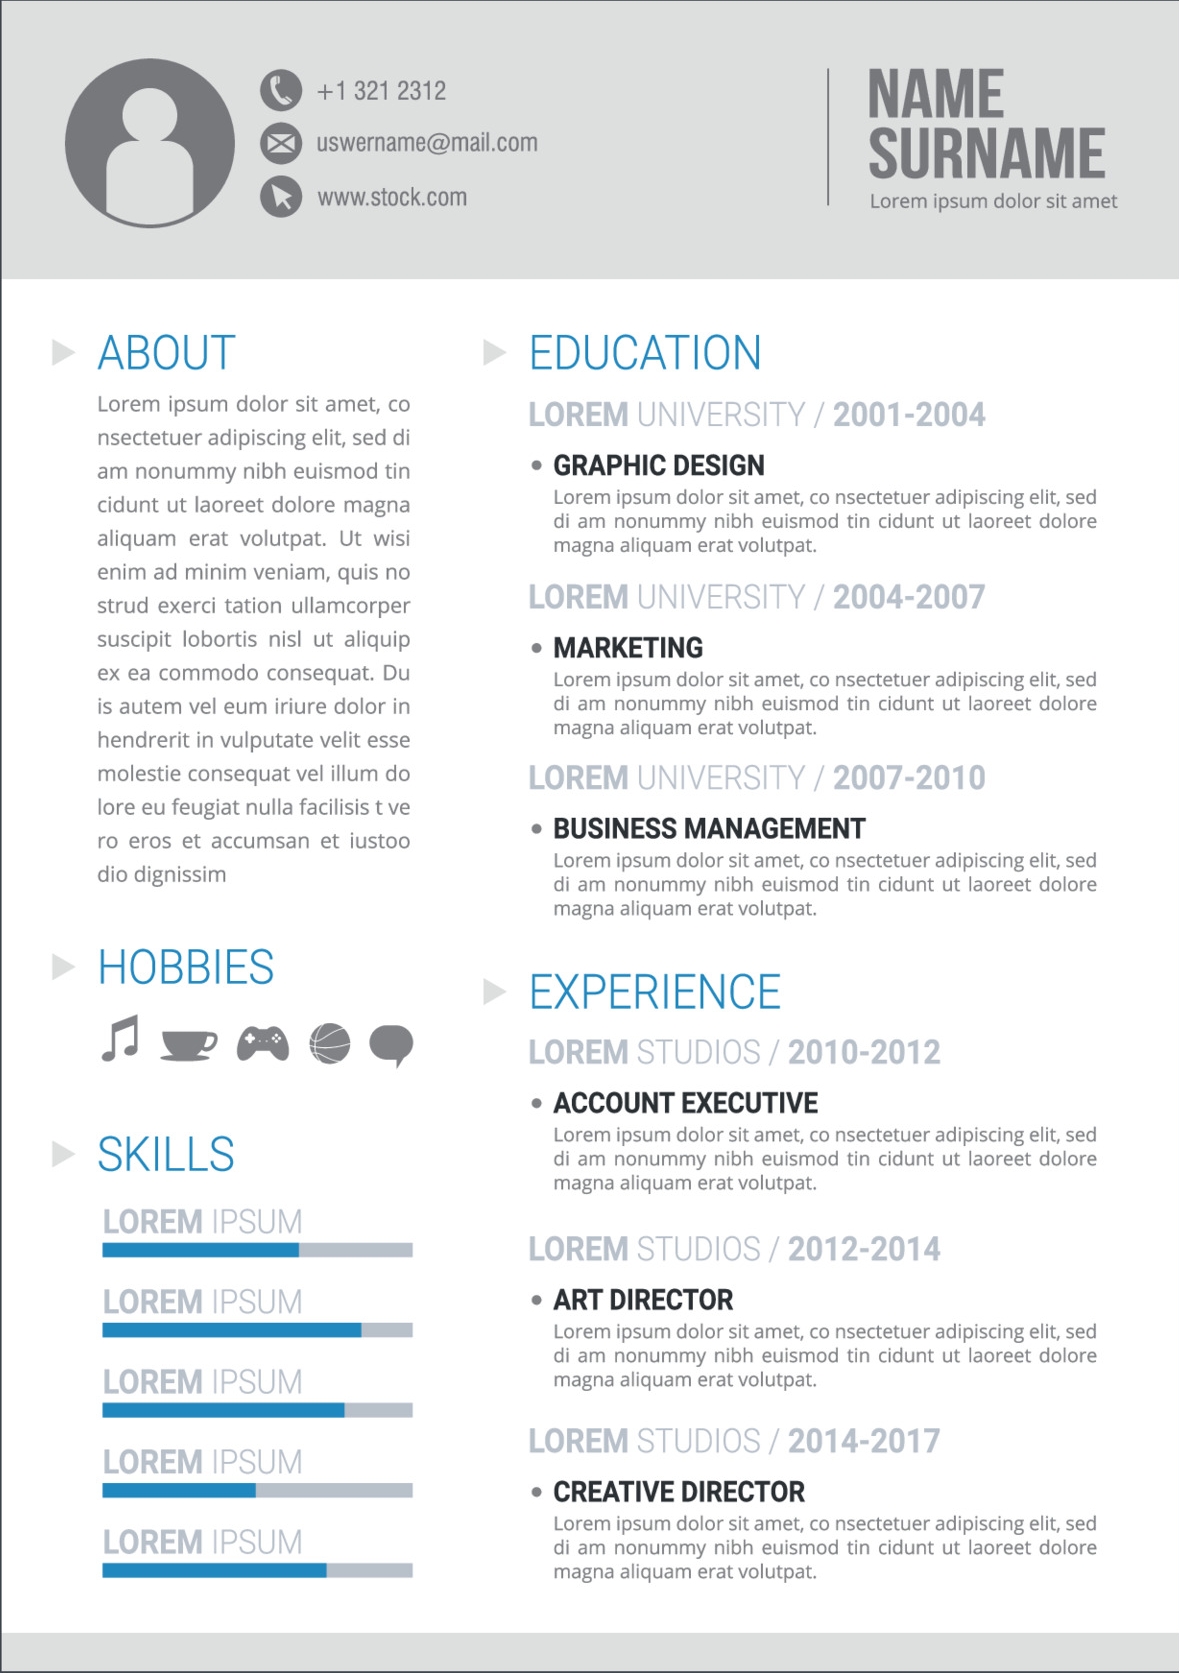 +1 321 2312
uswername@mail.com
www.stock.com
NAME
SURNAME
Lorem ipsum dolor sit amet
ABOUT
Lorem ipsum dolor sit amet, co
nsectetuer adipiscing elit, sed di
am nonummy nibh euismod tin
cidunt ut laoreet dolore magna
aliquam erat volutpat. Ut wisi
enim ad minim veniam, quis no
strud exerci tation ullamcorper
suscipit lobortis nisl ut aliquip
ex ea commodo consequat. Du
is autem vel eum iriure dolor in
hendrerit in vulputate velit esse
molestie consequat vel illum do
lore eu feugiat nulla facilisis t ve
ro eros et accumsan et iustoo
dio dignissim
HOBBIES
SKILLS
LOREM IPSUM
LOREM IPSUM
LOREM IPSUM
LOREM IPSUM
LOREM IPSUM
EDUCATION
LOREM UNIVERSITY / 2001-2004
• GRAPHIC DESIGN
Lorem ipsum dolor sit amet, co nsectetuer adipiscing elit, sed
di am nonummy nibh euismod tin cidunt ut laoreet dolore
magna aliquam erat volutpat.
LOREM UNIVERSITY / 2004-2007
• MARKETING
Lorem ipsum dolor sit amet, co nsectetuer adipiscing elit, sed
di am nonummy nibh euismod tin cidunt ut laoreet dolore
magna aliquam erat volutpat.
LOREM UNIVERSITY / 2007-2010
• BUSINESS MANAGEMENT
Lorem ipsum dolor sit amet, co nsectetuer adipiscing elit, sed
di am nonummy nibh euismod tin cidunt ut laoreet dolore
magna aliquam erat volutpat.
EXPERIENCE
LOREM STUDIOS / 2010-2012
• ACCOUNT EXECUTIVE
Lorem ipsum dolor sit amet, co nsectetuer adipiscing elit, sed
di am nonummy nibh euismod tin cidunt ut laoreet dolore
magna aliquam erat volutpat.
LOREM STUDIOS / 2012-2014
• ART DIRECTOR
Lorem ipsum dolor sit amet, co nsectetuer adipiscing elit, sed
di am nonummy nibh euismod tin cidunt ut laoreet dolore
magna aliquam erat volutpat.
LOREM STUDIOS / 2014-2017
• CREATIVE DIRECTOR
Lorem ipsum dolor sit amet, co nsectetuer adipiscing elit, sed
di am nonummy nibh euismod tin cidunt ut laoreet dolore
magna aliquam erat volutpat.